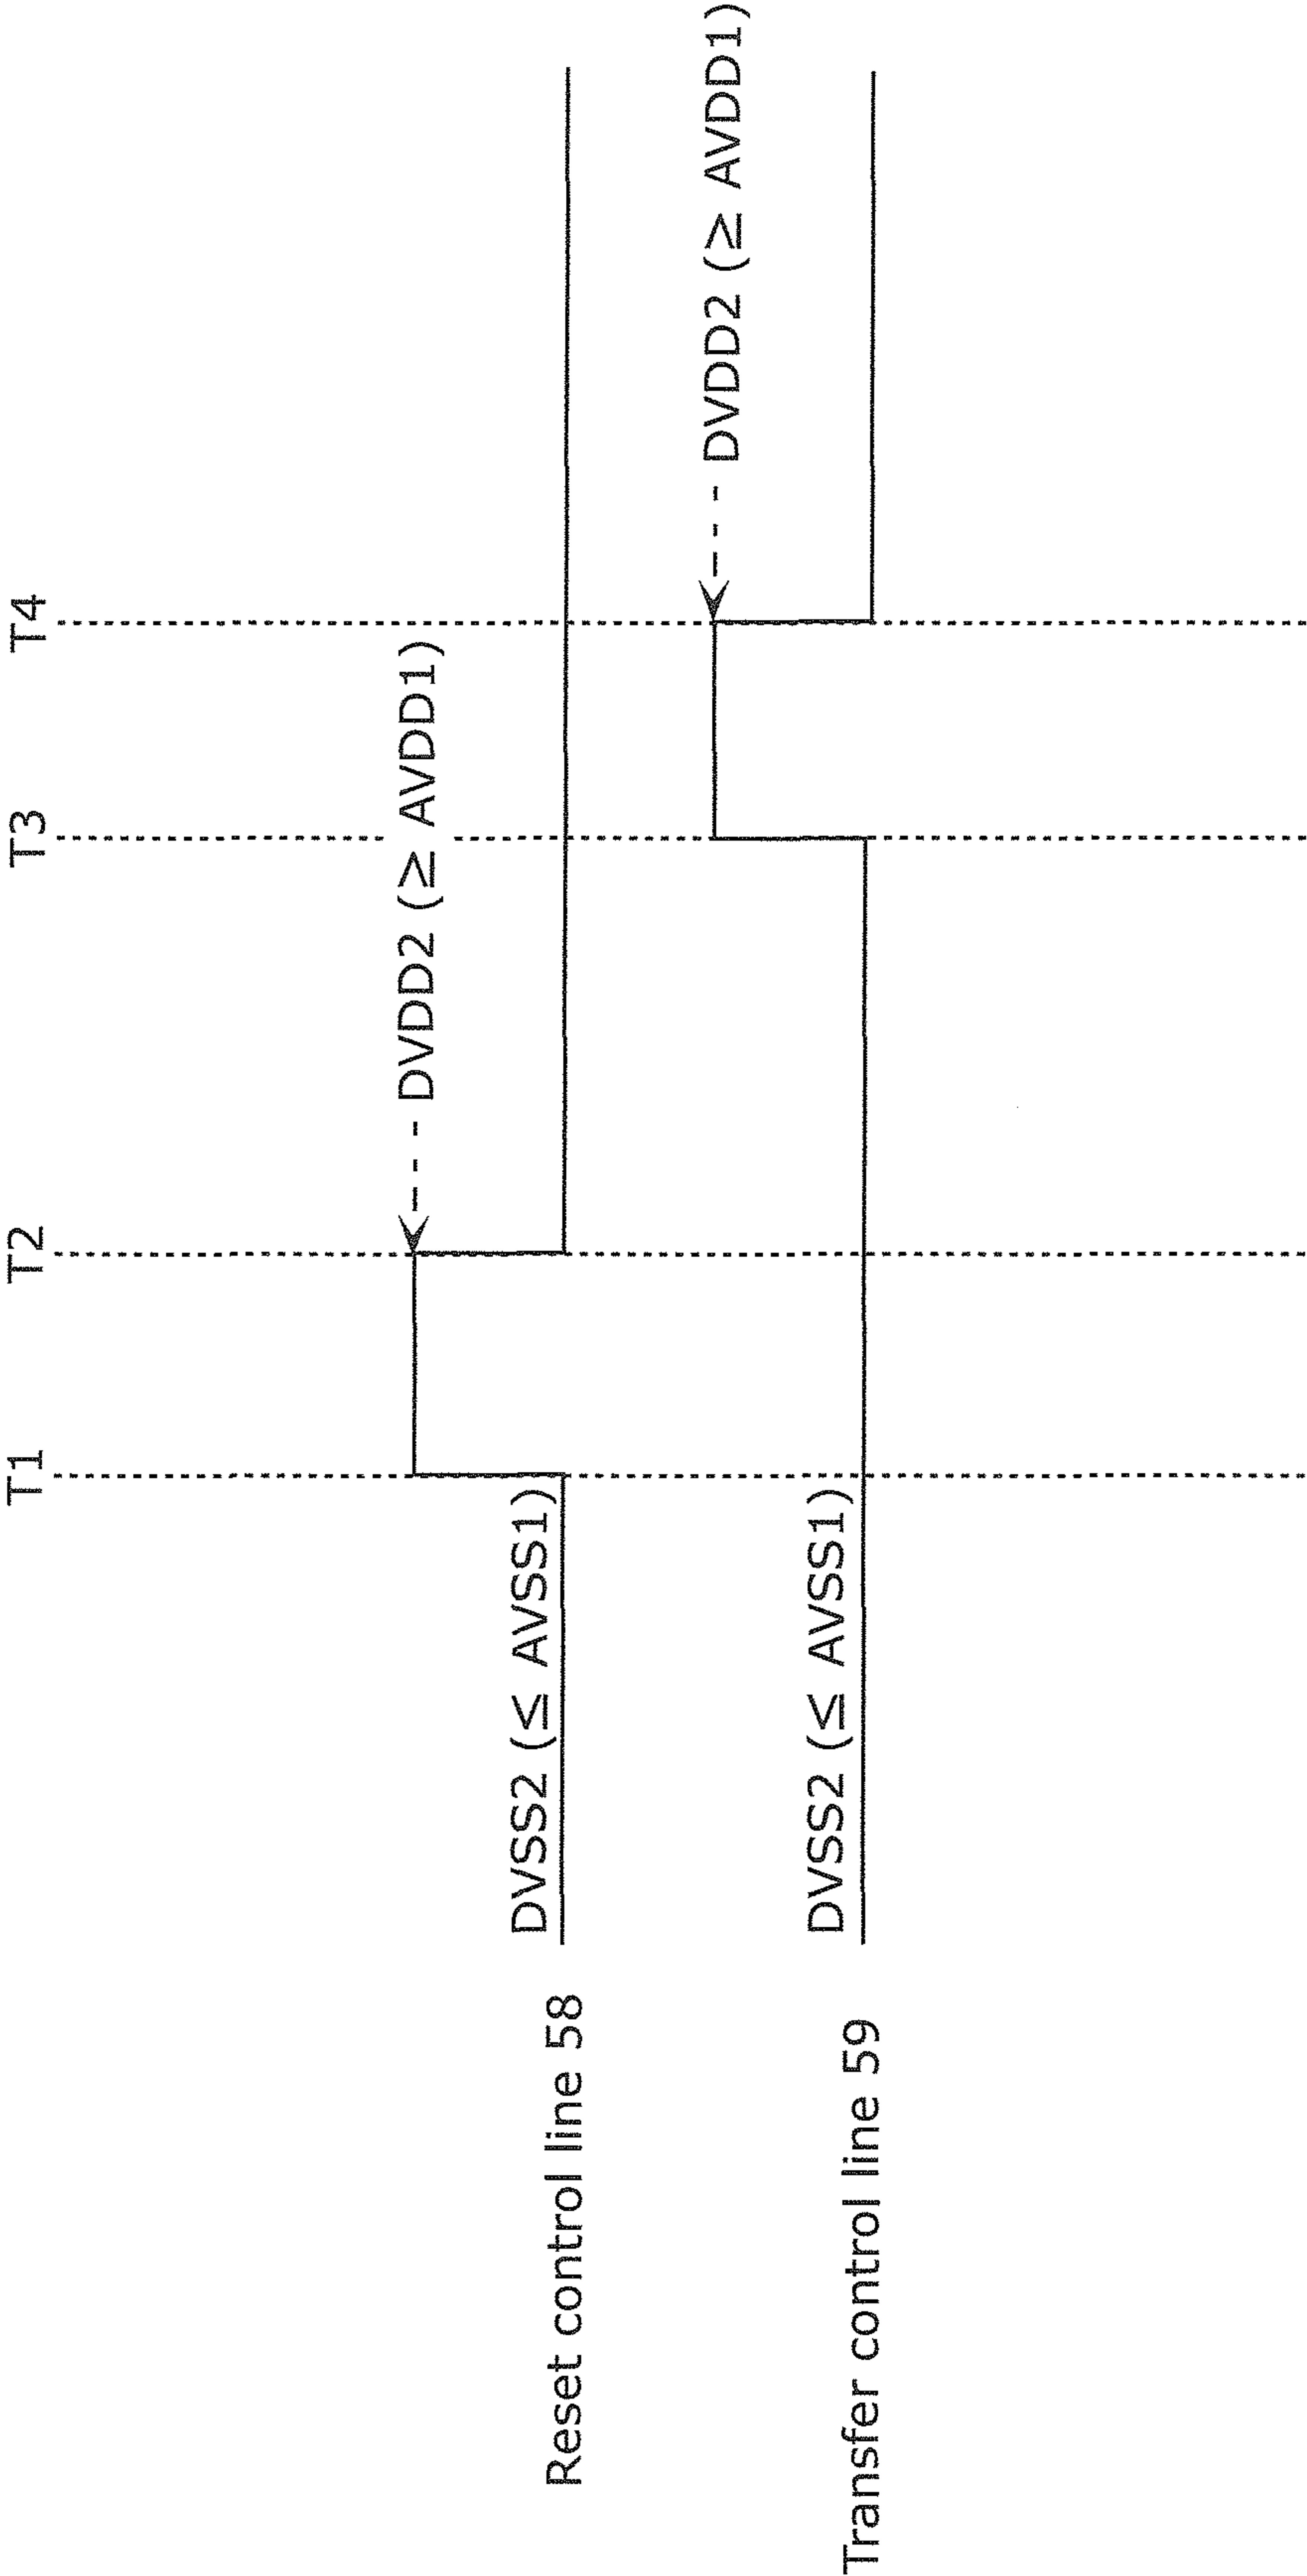 T1
T2
T3
T4
DVDD2 (≥ AVDD1)
DVSS2 (≤ AVSS1)
Reset control line 58
DVDD2 (≥ AVDD1)
DVSS2 (≤ AVSS1)
Transfer control line 59